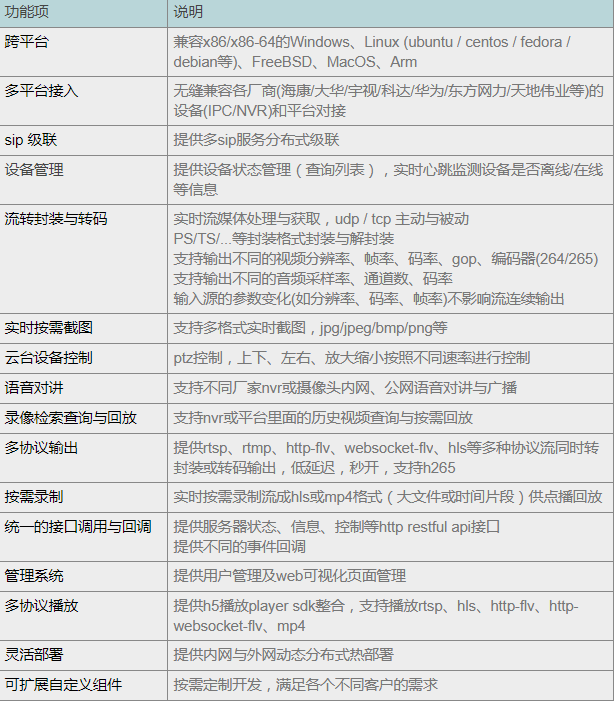 功能项 说明
跨平台 兼容x86/x86-64的Windows、Linux (ubuntu / centos / fedora /
debian等)、FreeBSD、MacOS、Arm
多平台接入 无缝兼容各厂商(海康/大华/宇视/科达/华为/东方网力/天地伟业等)的
设备(IPC/NVR)和平台对接
sip 级联 提供多sip服务分布式级联
设备管理 提供设备状态管理（查询列表），实时心跳监测设备是否离线/在线
等信息
流转封装与转码 实时流媒体处理与获取，udp / tcp 主动与被动
PS/TS/...等封装格式封装与解封装
支持输出不同的视频分辨率、帧率、码率、gop、编码器(264/265)
支持输出不同的音频采样率、通道数、码率
输入源的参数变化(如分辨率、码率、帧率)不影响流连续输出
实时按需截图 支持多格式实时截图，jpg/jpeg/bmp/png等
云台设备控制 ptz控制，上下、左右、放大缩小按照不同速率进行控制
语音对讲 支持不同厂家nvr或摄像头内网、公网语音对讲与广播
录像检索查询与回放 支持nvr或平台里面的历史视频查询与按需回放
多协议输出 提供rtsp、rtmp、http-flv、websocket-flv、hls等多种协议流同时转
封装或转码输出，低延迟，秒开，支持h265
按需录制 实时按需录制流成hls或mp4格式（大文件或时间片段）供点播回放
统一的接口调用与回调 提供服务器状态、信息、控制等http restful api接口
提供不同的事件回调
管理系统 提供用户管理及web可视化页面管理
多协议播放 提供h5播放player sdk整合，支持播放rtsp、hls、http-flv、http-
websocket-flv、mp4
灵活部署 提供内网与外网动态分布式热部署
可扩展自定义组件 按需定制开发，满足各个不同客户的需求